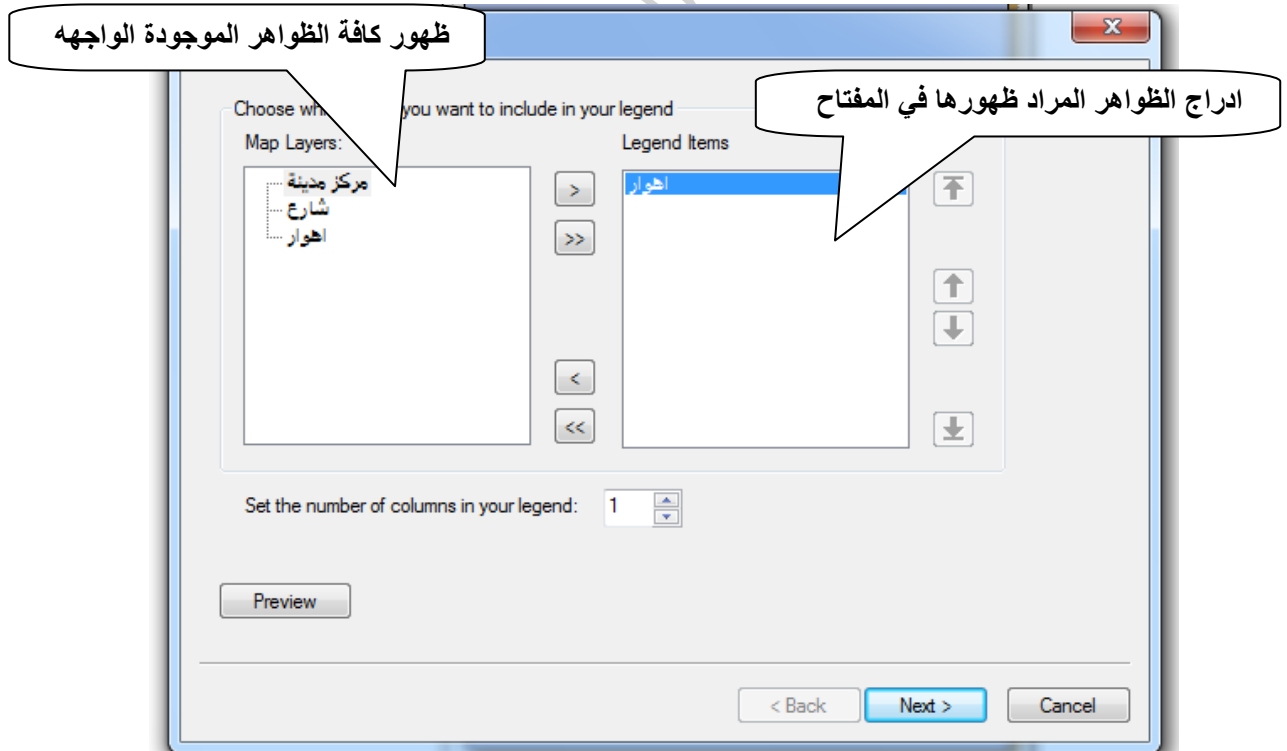 ظهور كافة الظواهر الموجودة الواجهه
ادراج الظواهر المراد ظهورها في المفتاح
Choose wh you want to include in your legend
Map Layers:
Legend Items
مركز مدينة
شارع
اهوار
اهوار
>
>>
<
<<
Set the number of columns in your legend: 1
Preview
< Back
Next >
Cancel